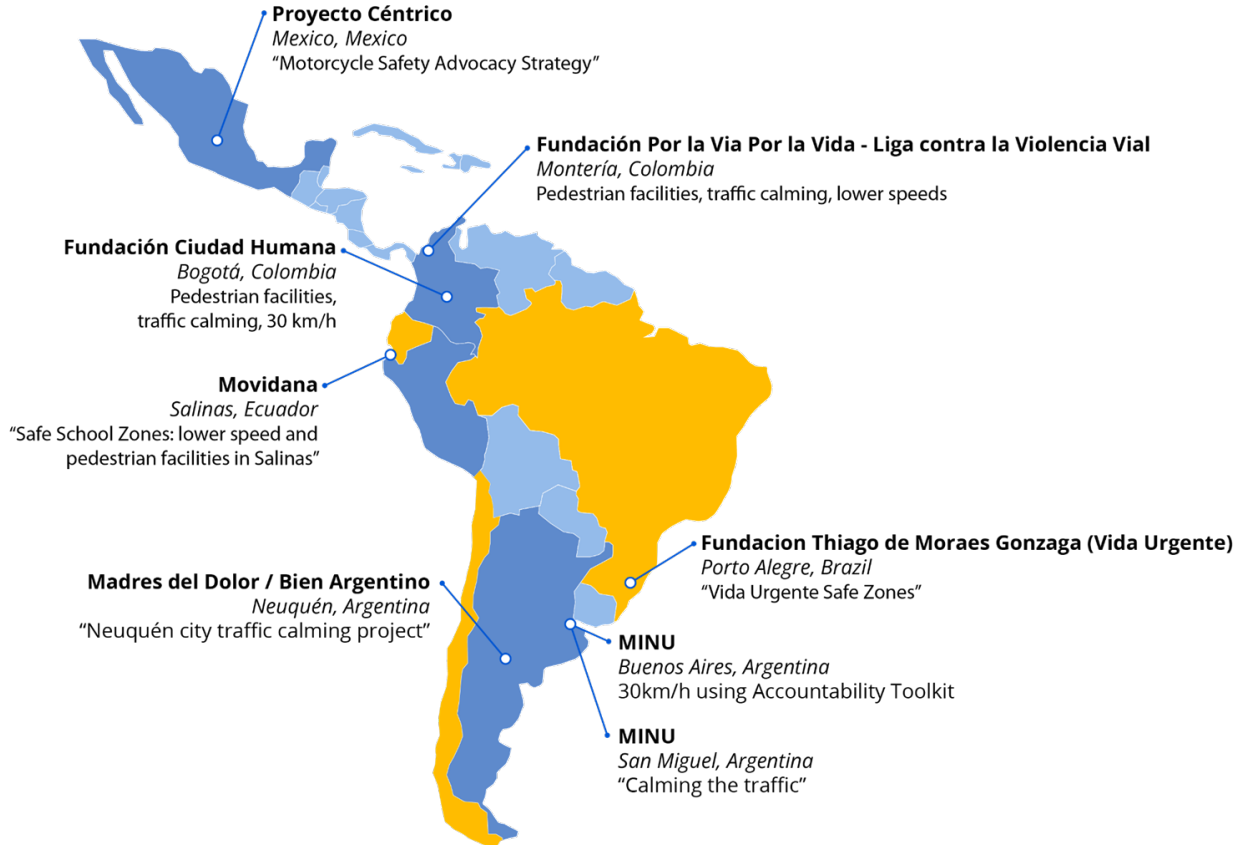 Proyecto Céntrico
Mexico, Mexico
“Motorcycle Safety Advocacy Strategy”
Fundación Por la Via Por la Vida - Liga contra la Violencia Vial
Montería, Colombia
Pedestrian facilities, traffic calming, lower speeds
Fundación Ciudad Humana
Bogotá, Colombia
Pedestrian facilities,
traffic calming, 30 km/h
Movidana
Salinas, Ecuador
“Safe School Zones: lower speed and
pedestrian facilities in Salinas”
Fundacion Thiago de Moraes Gonzaga (Vida Urgente)
Porto Alegre, Brazil
“Vida Urgente Safe Zones”
Madres del Dolor / Bien Argentino
Neuquén, Argentina
“Neuquén city traffic calming project”
MINU
Buenos Aires, Argentina
30km/h using Accountability Toolkit
MINU
San Miguel, Argentina
“Calming the traffic”